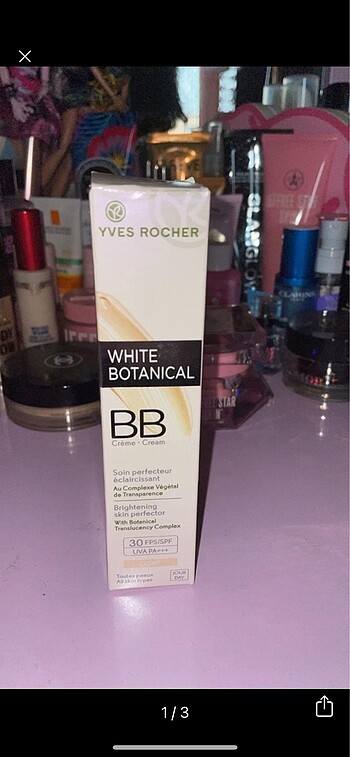 YVES ROCHER
WHITE
BOTANICAL
BB
Crème · Cream
Soin perfecteur
éclaircissant
Au Complexe Végétal
de Transparence
Brightening
skin perfector
With Botanical
Translucency Complex
30 FPS/SPF
UVA PA+++
Toutes peaux
All skin types
JOUR
DAY
GLAMGLOW
CLARINS
1 / 3